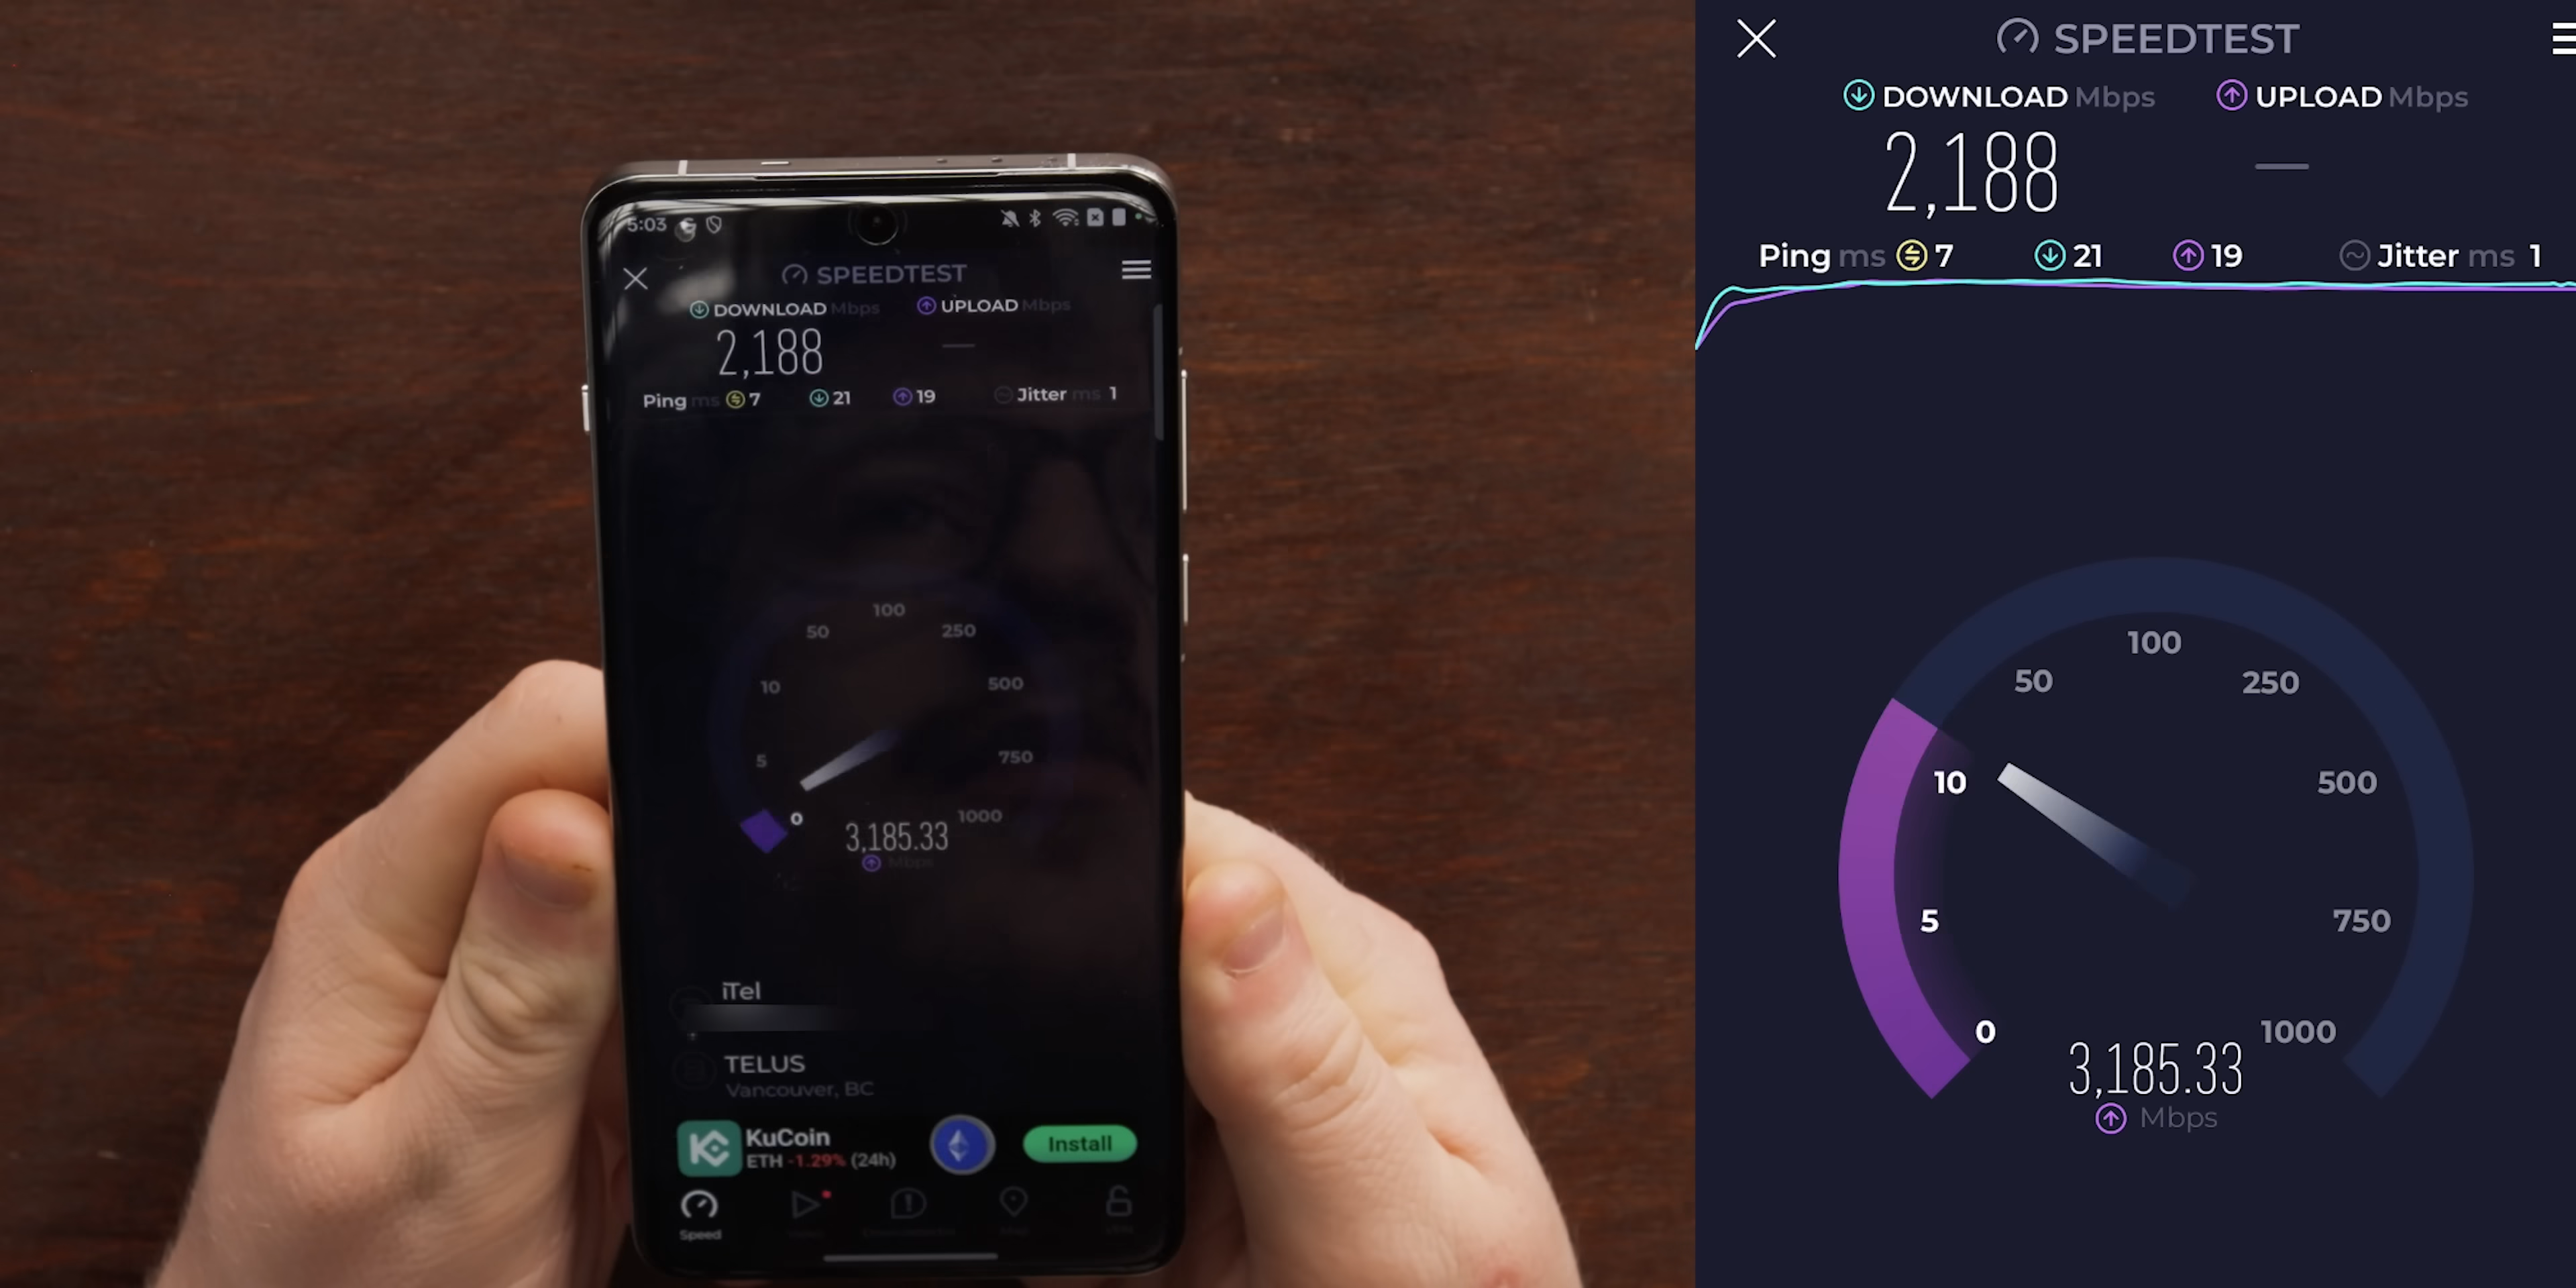 5:03
SPEEDTEST
DOWNLOAD Mbps UPLOAD Mbps
2,188 —
Ping ms 7 21 19 Jitter ms 1
100
50 250
10 500
5 750
0 1000
3,185.33
Mbps
iTel
TELUS
Vancouver, BC
KuCoin
ETH -1.29% (24h)
Install
Speed
SPEEDTEST
DOWNLOAD Mbps UPLOAD Mbps
2,188 —
Ping ms 7 21 19 Jitter ms 1
100
50 250
10 500
5 750
0 1000
3,185.33
Mbps